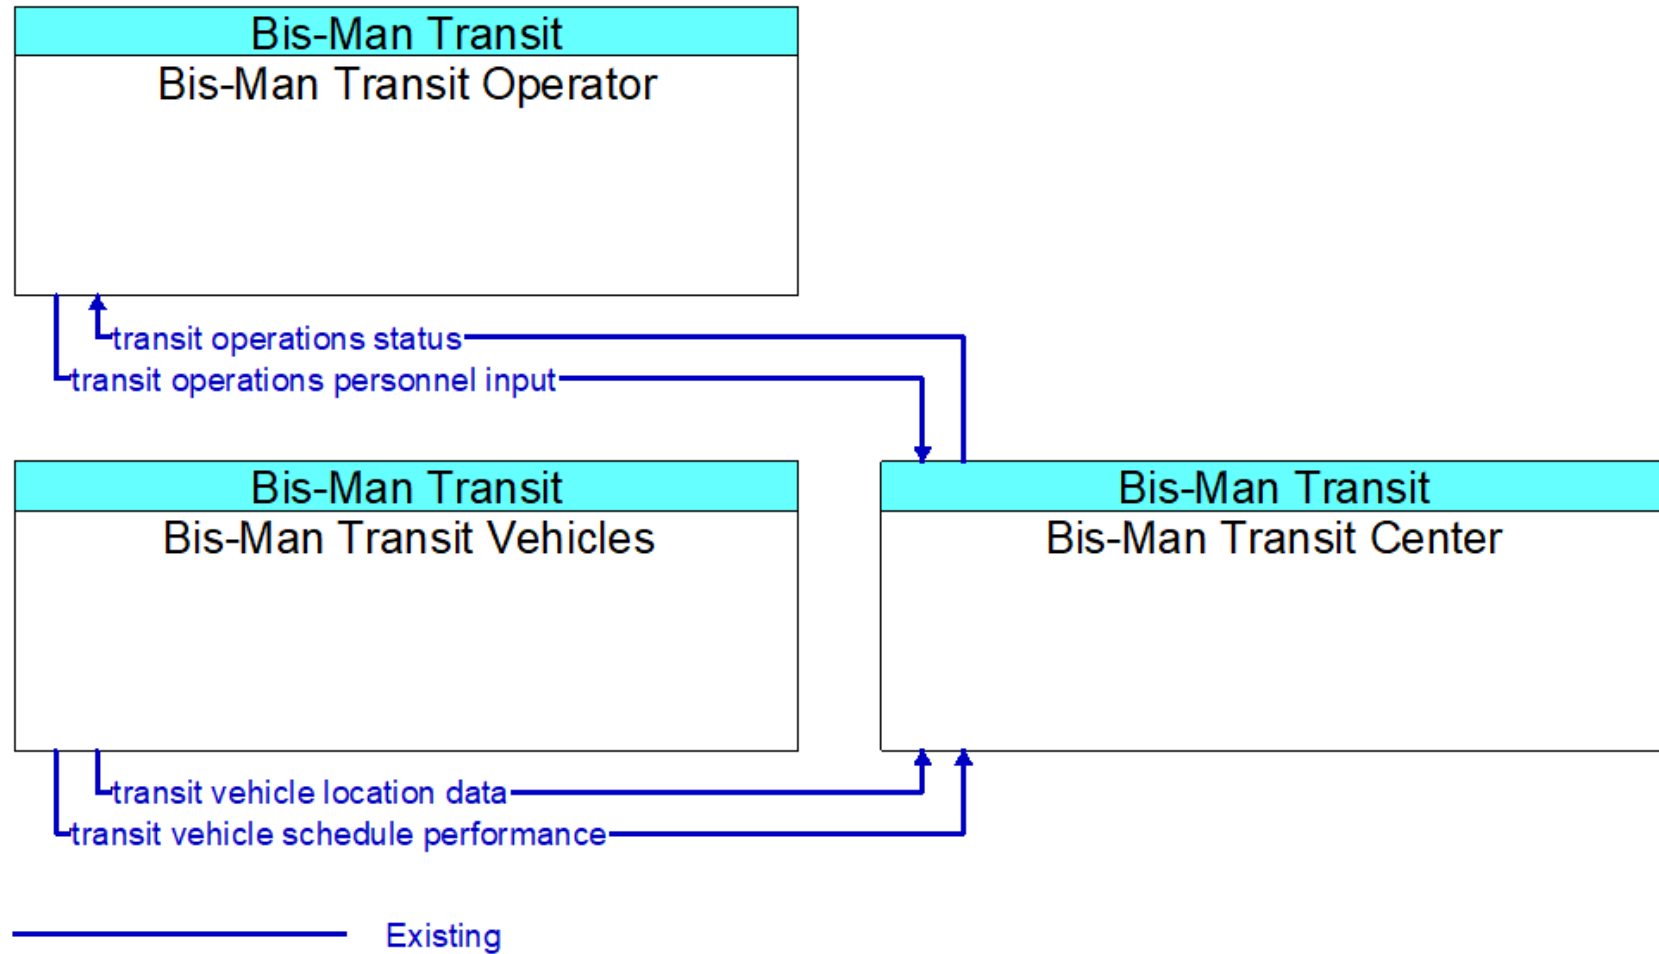 Bis-Man Transit
Bis-Man Transit Operator
transit operations status
transit operations personnel input
Bis-Man Transit
Bis-Man Transit Vehicles
Bis-Man Transit
Bis-Man Transit Center
transit vehicle location data
transit vehicle schedule performance
Existing